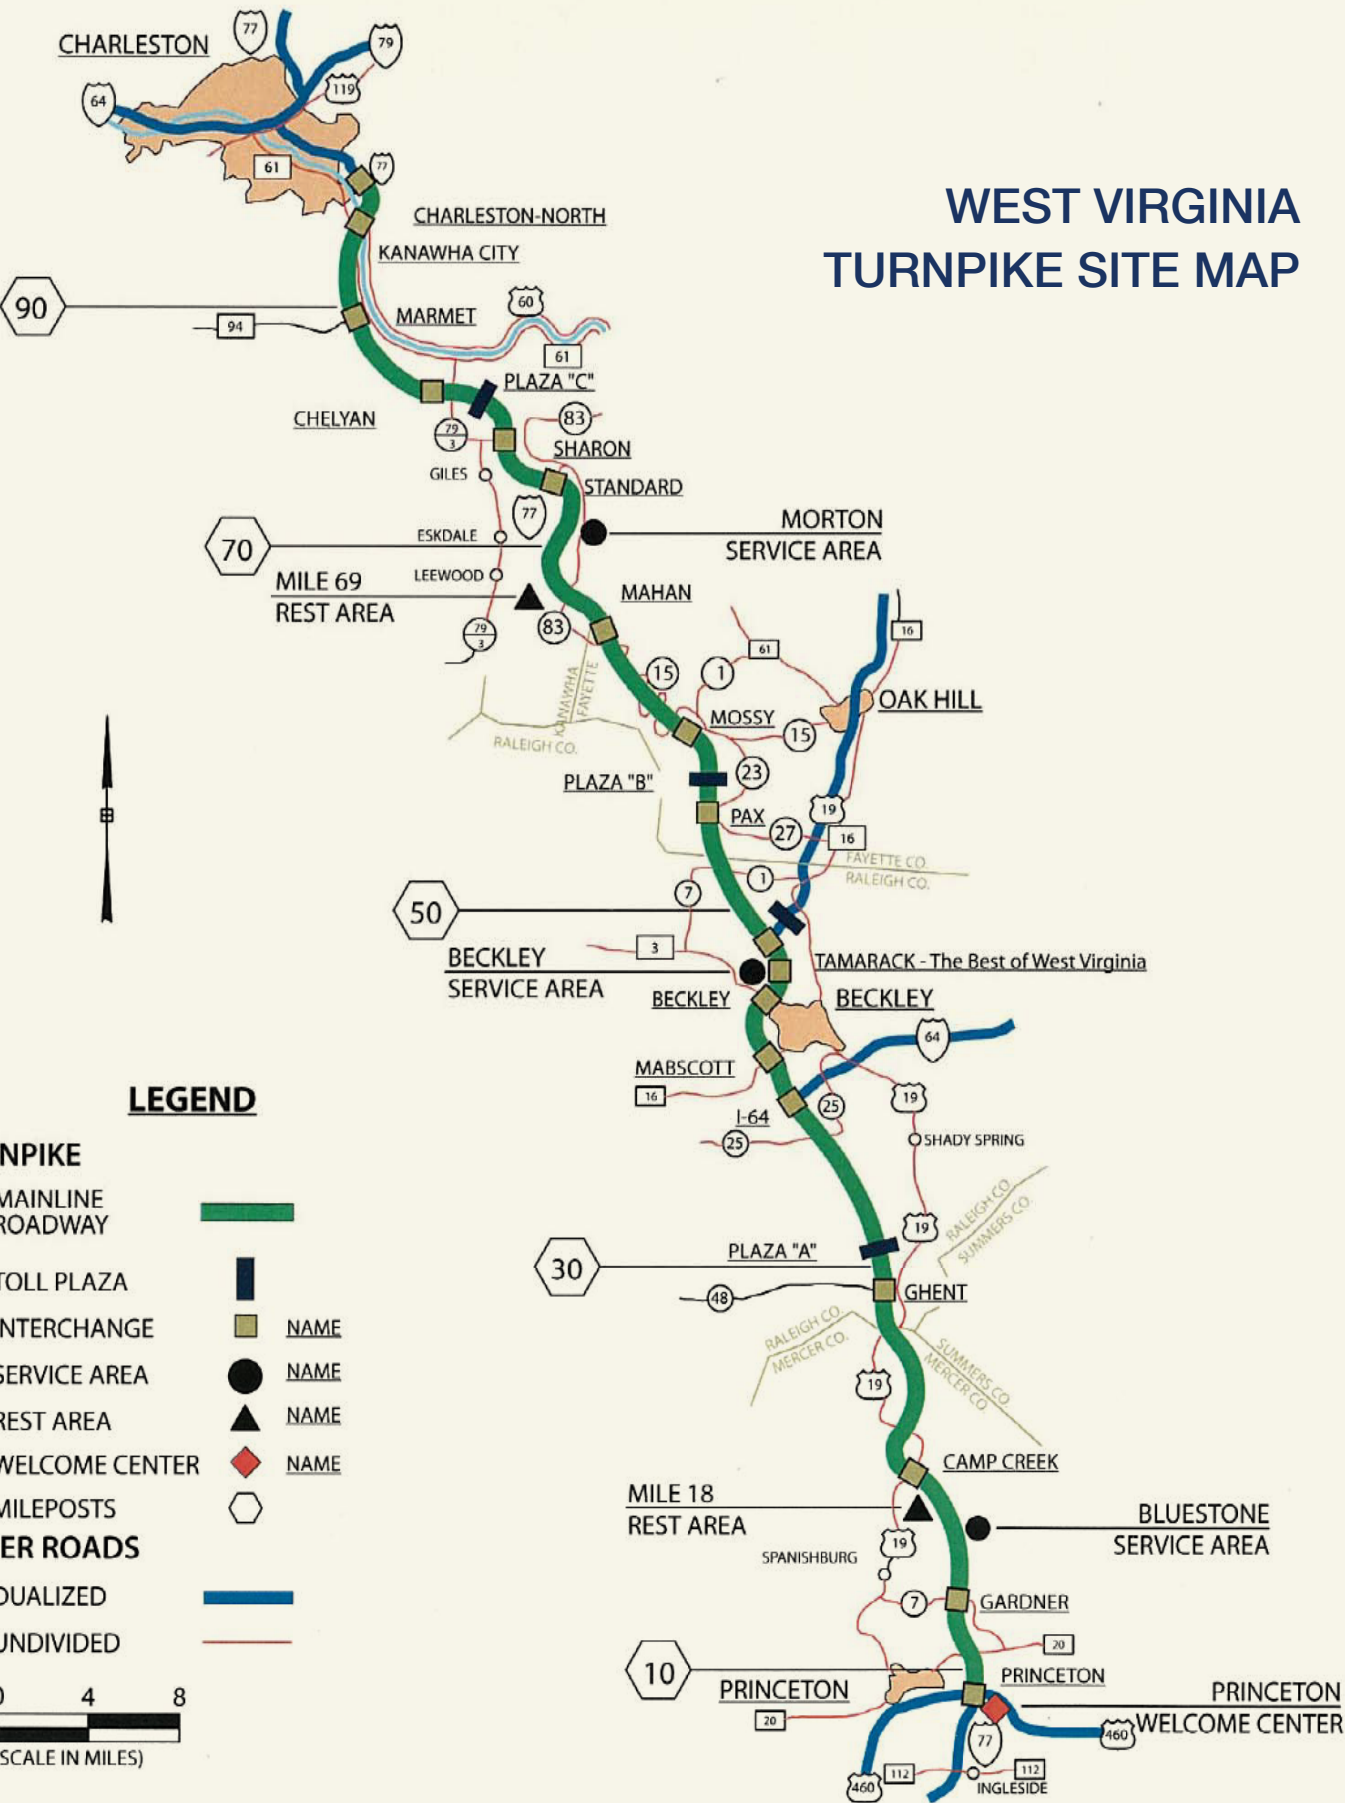 CHARLESTON
77
79
119
64
61
77
WEST VIRGINIA
TURNPIKE SITE MAP
CHARLESTON-NORTH
KANAWHA CITY
90
94
MARMET
60
61
PLAZA "C"
CHELYAN
83
79
3
SHARON
GILES
STANDARD
77
MORTON
SERVICE AREA
ESKDALE
70
LEEWOOD
MILE 69
REST AREA
MAHAN
83
79
3
16
61
KANAWHA
FAYETTE
15
1
OAK HILL
MOSSY
15
RALEIGH CO.
23
PLAZA "B"
19
PAX
27
16
FAYETTE CO.
RALEIGH CO.
1
7
50
3
BECKLEY
SERVICE AREA
TAMARACK - The Best of West Virginia
BECKLEY
BECKLEY
64
MABSCOTT
16
19
25
I-64
25
SHADY SPRING
RALEIGH CO.
SUMMERS CO.
19
PLAZA "A"
30
48
GHENT
RALEIGH CO.
MERCER CO.
SUMMERS CO
MERCER CO.
19
CAMP CREEK
MILE 18
REST AREA
BLUESTONE
SERVICE AREA
19
SPANISHBURG
7
GARDNER
20
10
PRINCETON
PRINCETON
20
PRINCETON
WELCOME CENTER
77
460
460
112
112
INGLESIDE
LEGEND
NPIKE
MAINLINE
ROADWAY
TOLL PLAZA
NTERCHANGE
NAME
SERVICE AREA
NAME
REST AREA
NAME
WELCOME CENTER
NAME
MILEPOSTS
ER ROADS
DUALIZED
UNDIVIDED
0 4 8
SCALE IN MILES)